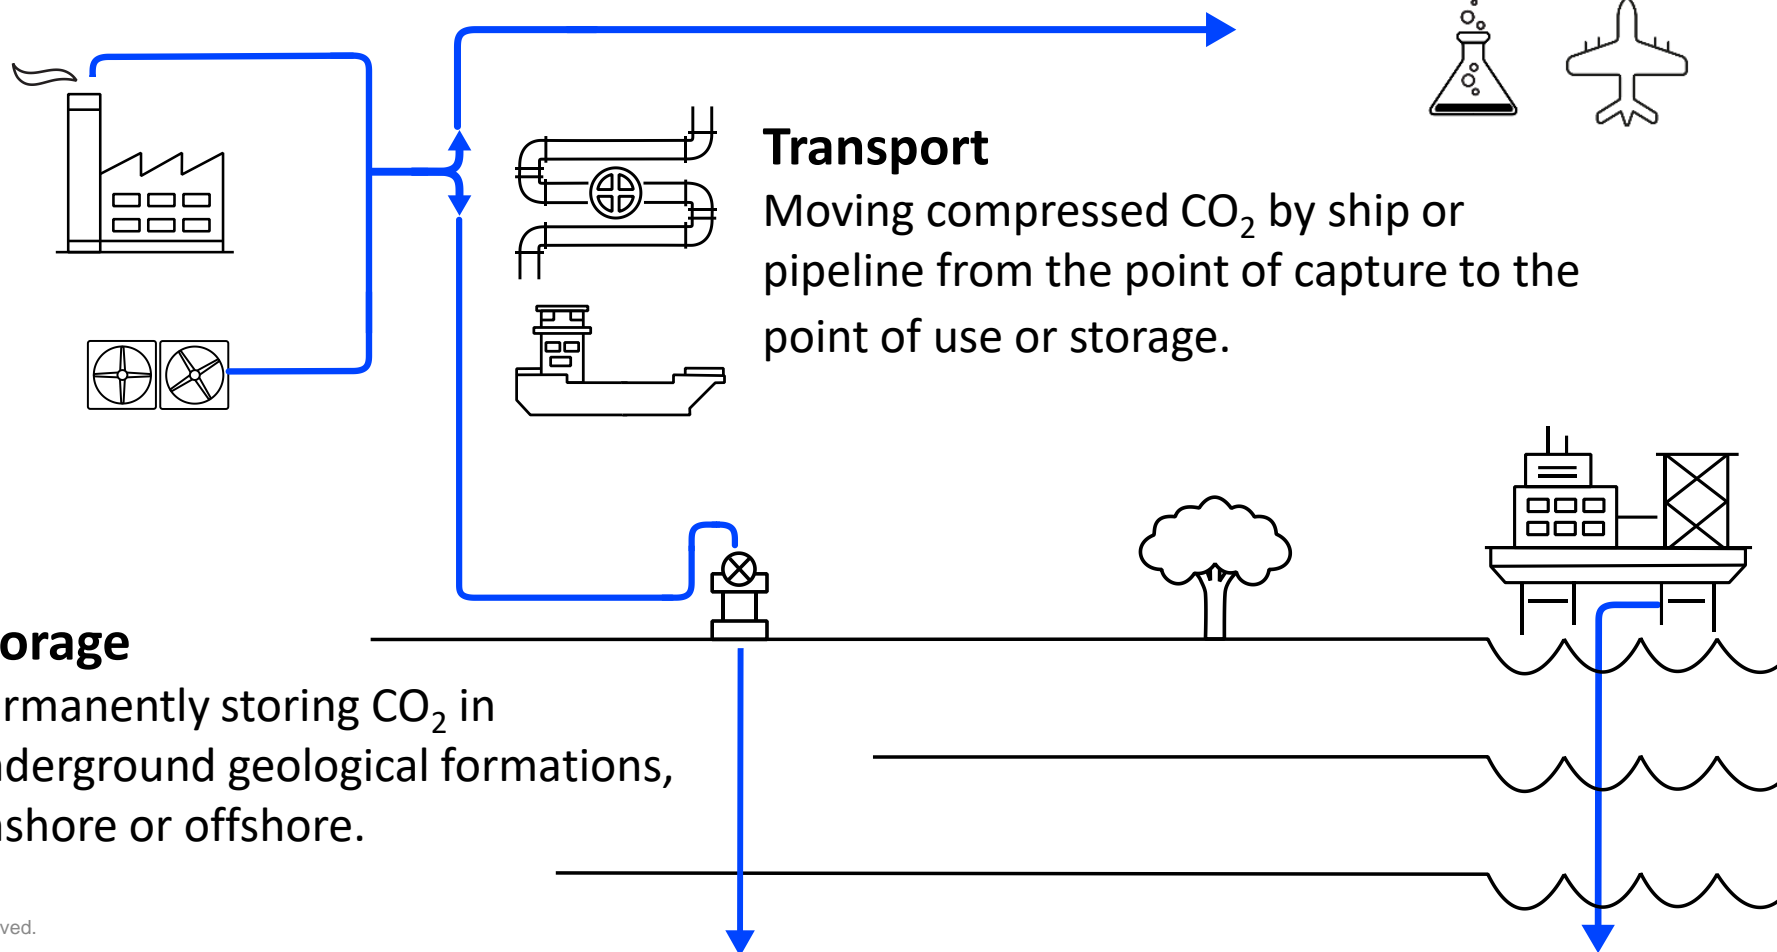 Transport
Moving compressed CO₂ by ship or
pipeline from the point of capture to the
point of use or storage.
orage
rmanently storing CO₂ in
derground geological formations,
shore or offshore.
ved.